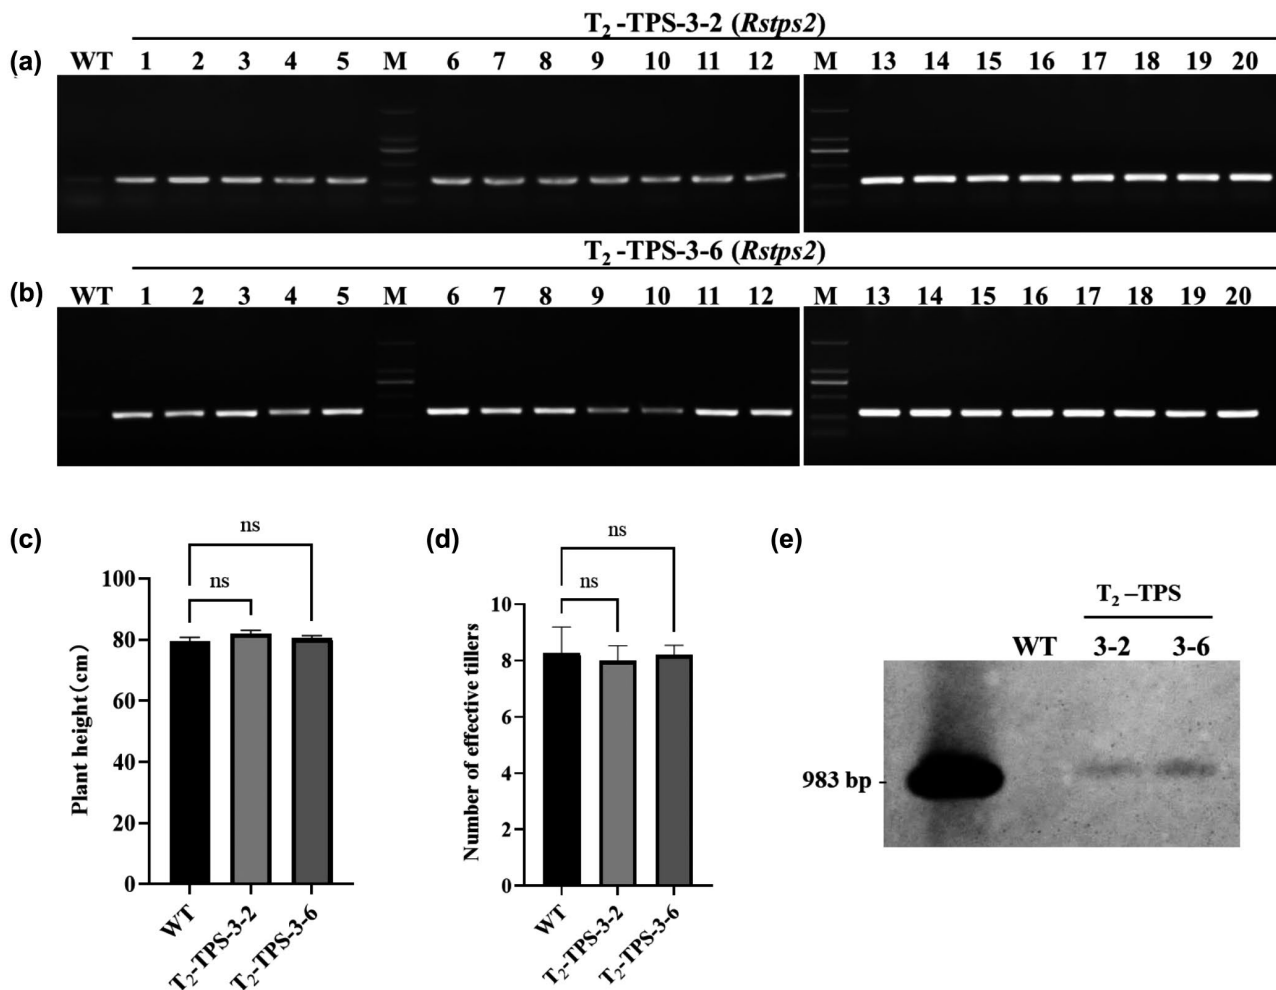 T₂-TPS-3-2 (Rstps2)
(a) WT 1 2 3 4 5 M 6 7 8 9 10 11 12 M 13 14 15 16 17 18 19 20
T₂-TPS-3-6 (Rstps2)
(b) WT 1 2 3 4 5 M 6 7 8 9 10 11 12 M 13 14 15 16 17 18 19 20
(c)
ns
ns
Plant height(cm)
100
80
60
40
20
0
WT
T₂-TPS-3-2
T₂-TPS-3-6
(d)
ns
ns
Number of effective tillers
10
8
6
4
2
0
WT
T₂-TPS-3-2
T₂-TPS-3-6
(e)
T₂–TPS
WT 3-2 3-6
983 bp -